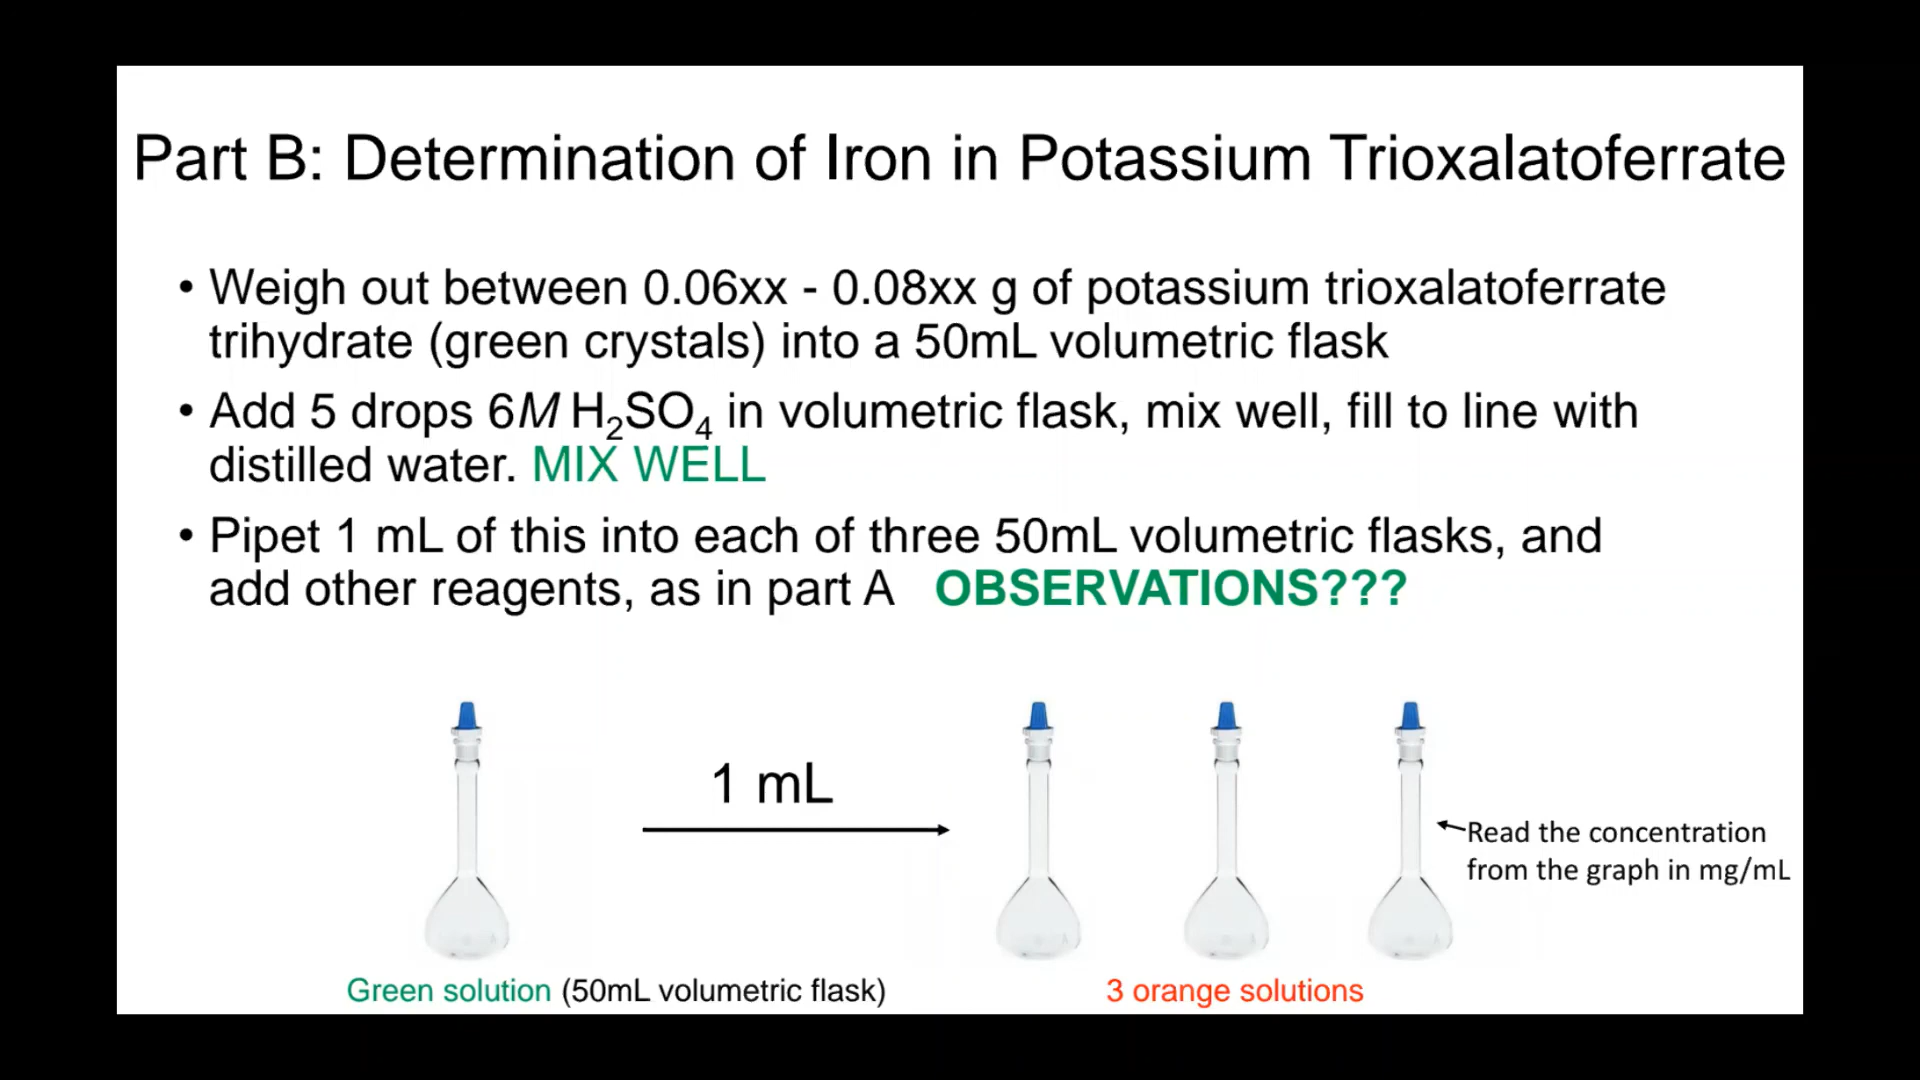 Part B: Determination of Iron in Potassium Trioxalatoferrate
• Weigh out between 0.06xx - 0.08xx g of potassium trioxalatoferrate
trihydrate (green crystals) into a 50mL volumetric flask
• Add 5 drops 6M H₂SO₄ in volumetric flask, mix well, fill to line with
distilled water. MIX WELL
• Pipet 1 mL of this into each of three 50mL volumetric flasks, and
add other reagents, as in part A OBSERVATIONS???
1 mL
Read the concentration
from the graph in mg/mL
Green solution (50mL volumetric flask)
3 orange solutions